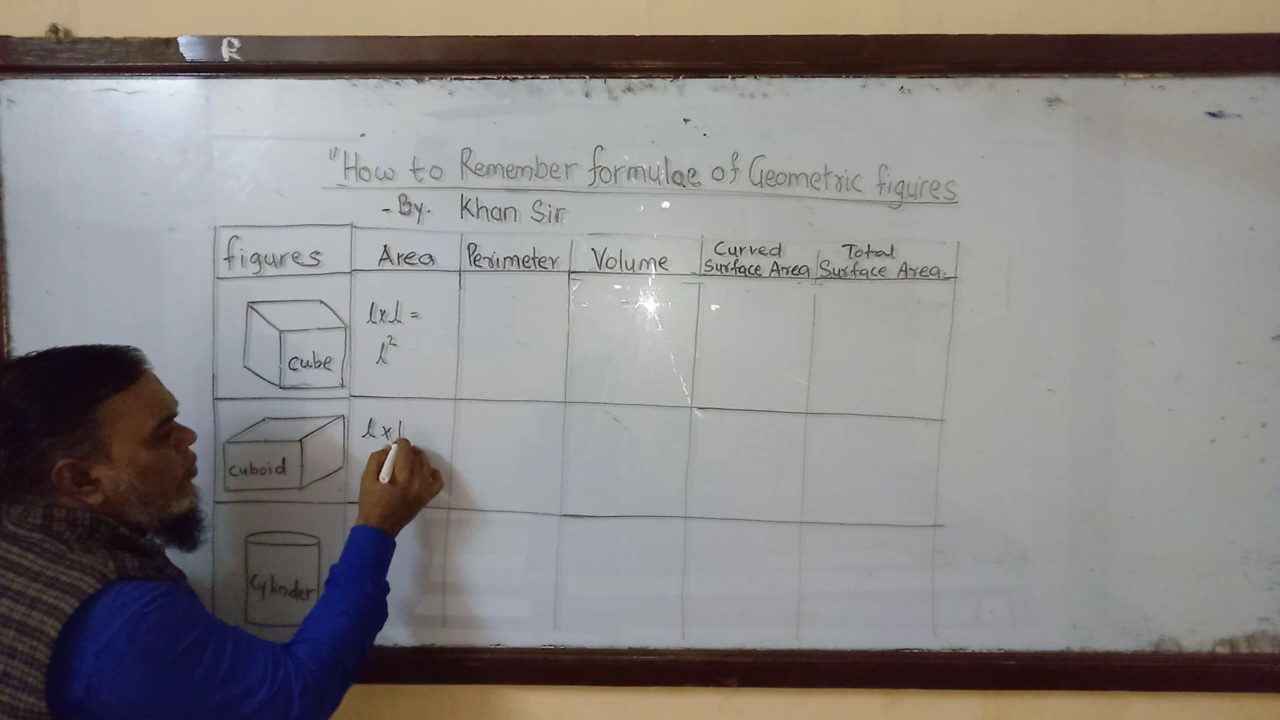 R
"How to Remember formulae of Geometric figures
- By. Khan Sir
figures Area Perimeter Volume Curved Surface Area Total Surface Area.
cube
l x l =
l²
cuboid
l x
Cylinder